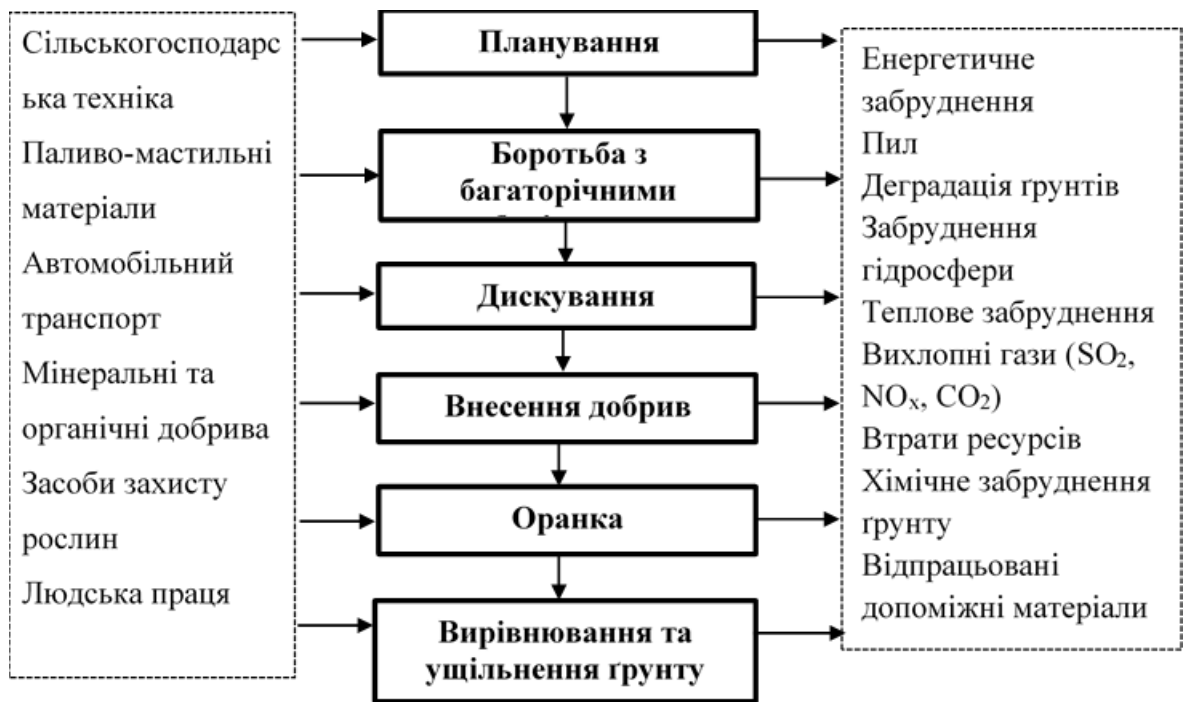 Сільськогосподарс
ька техніка
Паливо-мастильні
матеріали
Автомобільний
транспорт
Мінеральні та
органічні добрива
Засоби захисту
рослин
Людська праця
Планування
Боротьба з
багаторічними
Дискування
Внесення добрив
Оранка
Вирівнювання та
ущільнення ґрунту
Енергетичне
забруднення
Пил
Деградація ґрунтів
Забруднення
гідросфери
Теплове забруднення
Вихлопні гази (SO₂,
NOₓ, CO₂)
Втрати ресурсів
Хімічне забруднення
ґрунту
Відпрацьовані
допоміжні матеріали